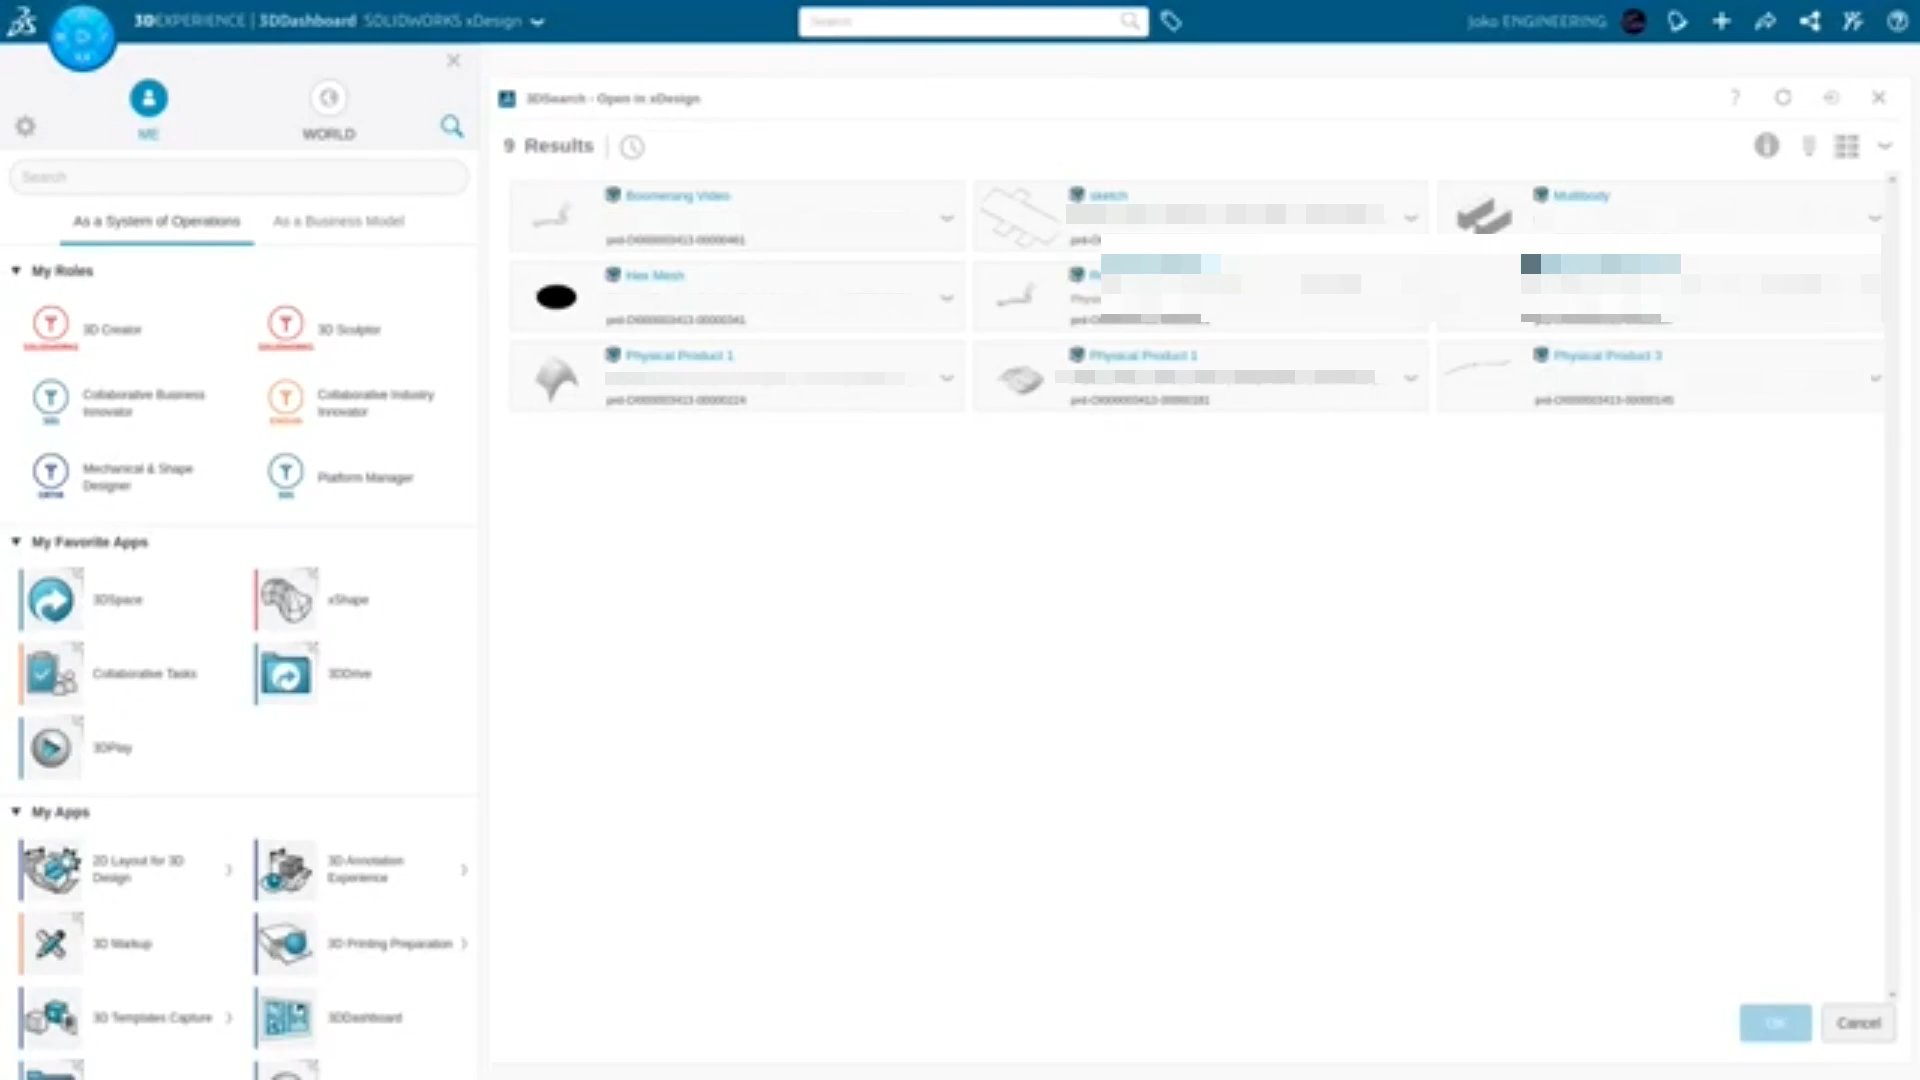 3DEXPERIENCE | 3DDashboard SOLIDWORKS xDesign
Search
Joko ENGINEERING
ME
WORLD
Search
As a System of Operations
As a Business Model
My Roles
3D Creator
3D Sculptor
Collaborative Business
Innovator
Collaborative Industry
Innovator
Mechanical & Shape
Designer
Platform Manager
My Favorite Apps
3DSpace
xShape
Collaborative Tasks
3DDrive
3DPlay
My Apps
2D Layout for 3D
Design
3D Annotation
Experience
3D Markup
3D Printing Preparation
3D Templates Capture
3DDashboard
3DSearch - Open in xDesign
9 Results
Boomerang Video
sketch
Multibody
Hex Mesh
Physical Product 1
Physical Product 1
Physical Product 3
OK
Cancel